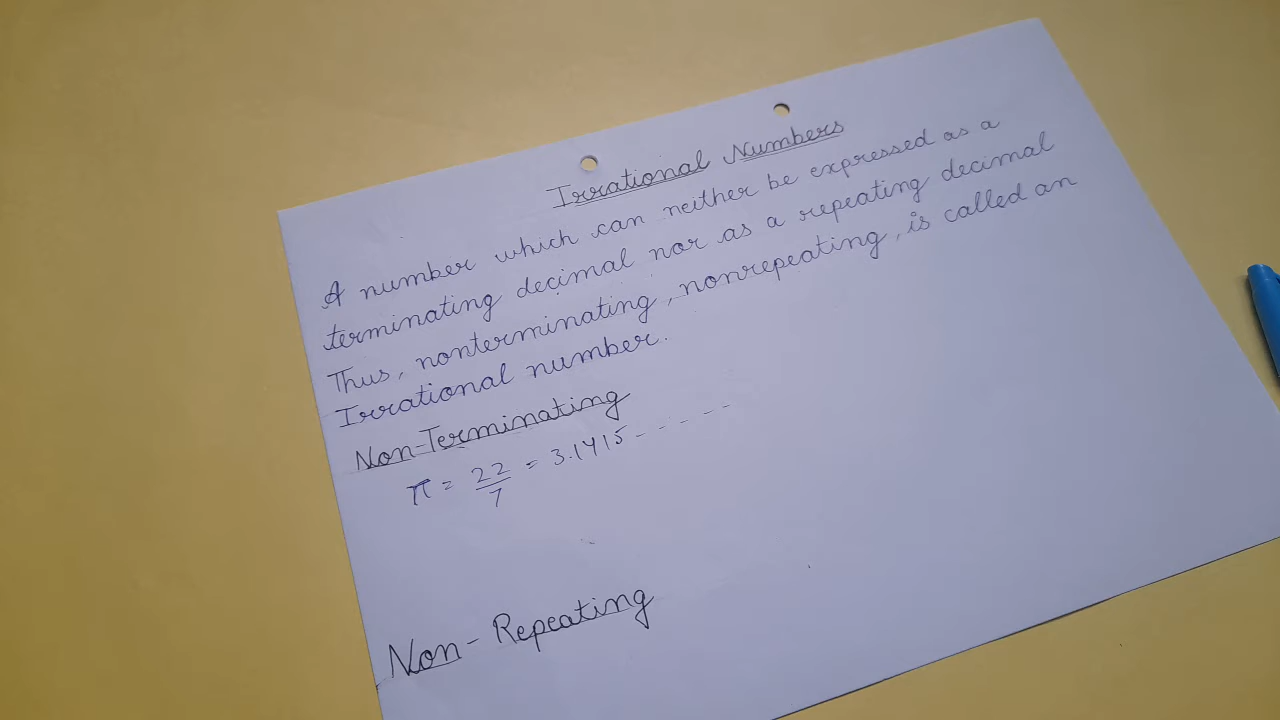 Irrational Numbers
A number which can neither be expressed as a
terminating decimal nor as a repeating decimal
Thus, nonterminating, nonrepeating, is called an
Irrational number.
Non-Terminating
π = 22/7 = 3.1415- - - - -
Non-Repeating